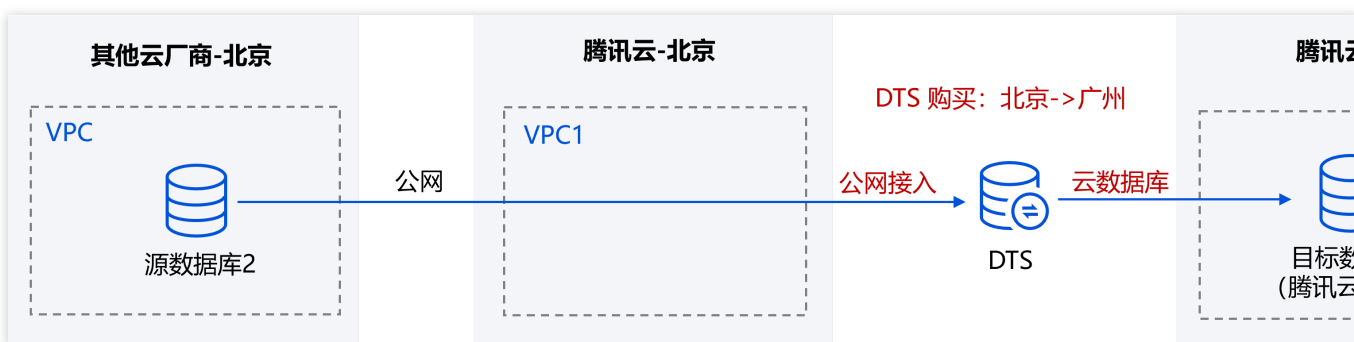 其他云厂商-北京
腾讯云-北京
腾讯云
DTS 购买：北京->广州
VPC
VPC1
公网
公网接入
云数据库
源数据库2
DTS
目标数
（腾讯云